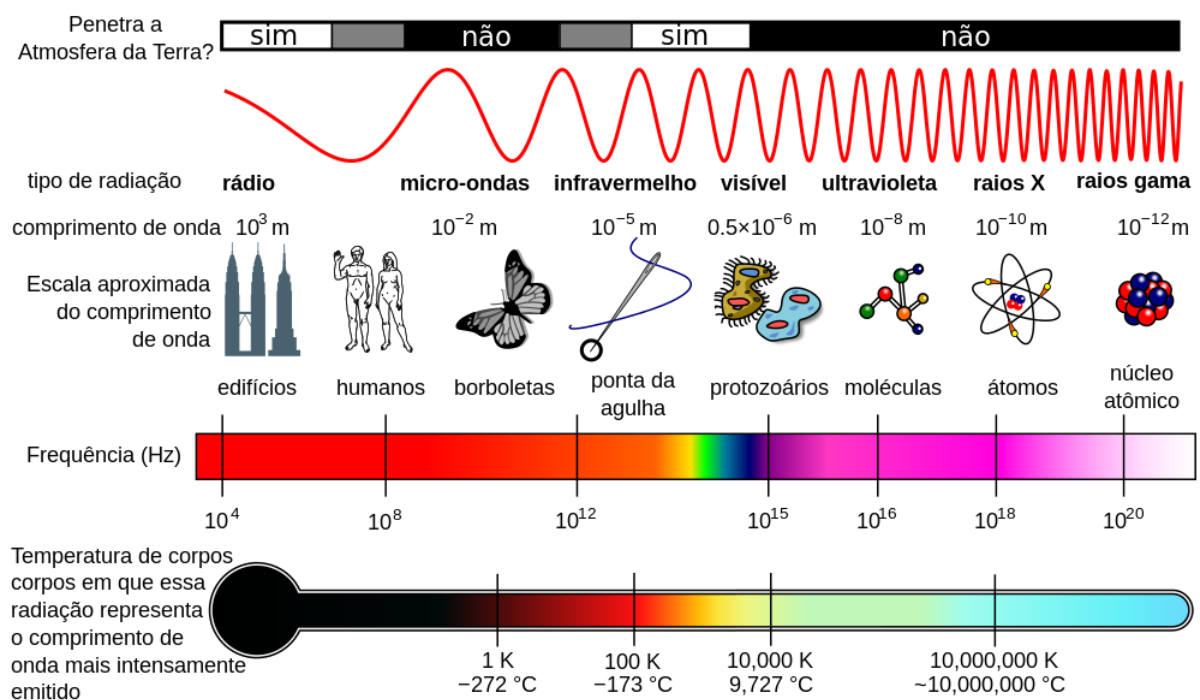 Penetra a
Atmosfera da Terra?
sim não sim não
tipo de radiação rádio micro-ondas infravermelho visível ultravioleta raios X raios gama
comprimento de onda 10³ m 10⁻² m 10⁻⁵ m 0.5×10⁻⁶ m 10⁻⁸ m 10⁻¹⁰ m 10⁻¹² m
Escala aproximada
do comprimento
de onda
edifícios humanos borboletas ponta da agulha protozoários moléculas átomos núcleo atômico
Frequência (Hz)
10⁴ 10⁸ 10¹² 10¹⁵ 10¹⁶ 10¹⁸ 10²⁰
Temperatura de corpos
corpos em que essa
radiação representa
o comprimento de
onda mais intensamente
emitido
1 K 100 K 10,000 K 10,000,000 K
−272 °C −173 °C 9,727 °C ~10,000,000 °C